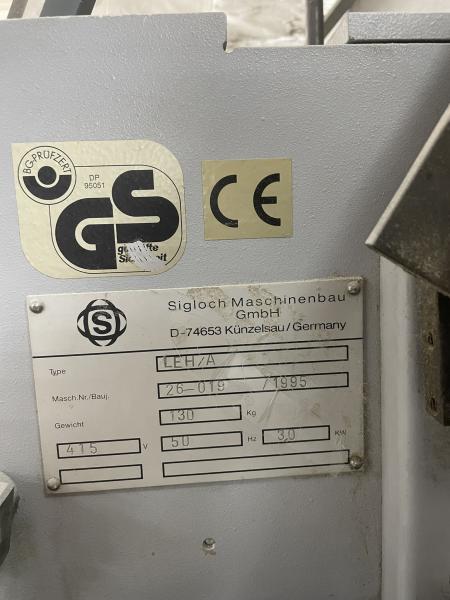 BG-PRÜFZERT
DP
95051
GS
geprüfte
CE
S
Sigloch Maschinenbau
GmbH
D-74653 Künzelsau/Germany
Type LEH/A
Masch.Nr./Bauj. 26-019 /1995
Gewicht 130 Kg
415 V 50 Hz 3,0 KW